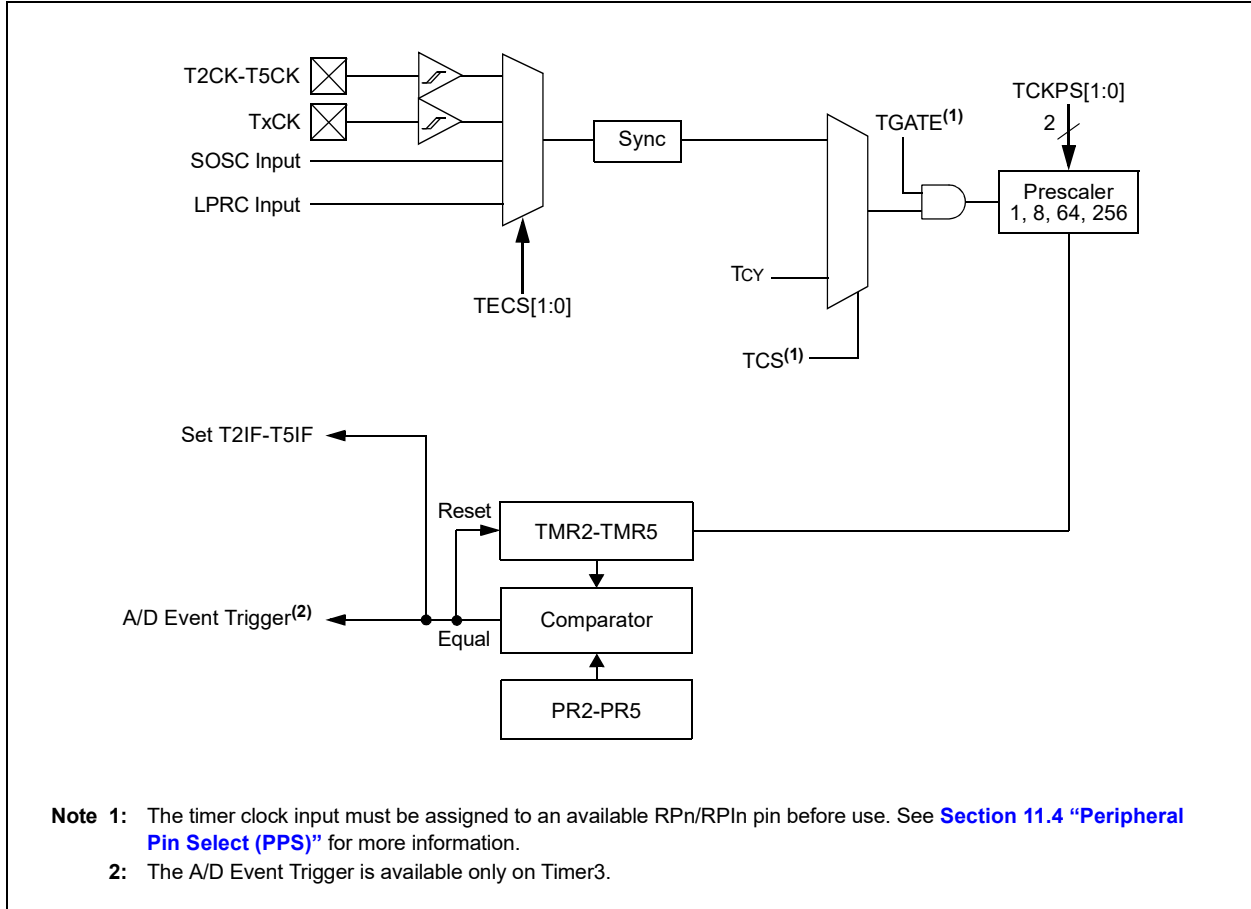 T2CK-T5CK
TxCK
SOSC Input
LPRC Input
TECS[1:0]
Sync
TCY
TCS(1)
TGATE(1)
TCKPS[1:0]
2
Prescaler
1, 8, 64, 256
Set T2IF-T5IF
Reset
TMR2-TMR5
A/D Event Trigger(2)
Equal
Comparator
PR2-PR5
Note 1: The timer clock input must be assigned to an available RPn/RPIn pin before use. See Section 11.4 “Peripheral
Pin Select (PPS)” for more information.
2: The A/D Event Trigger is available only on Timer3.